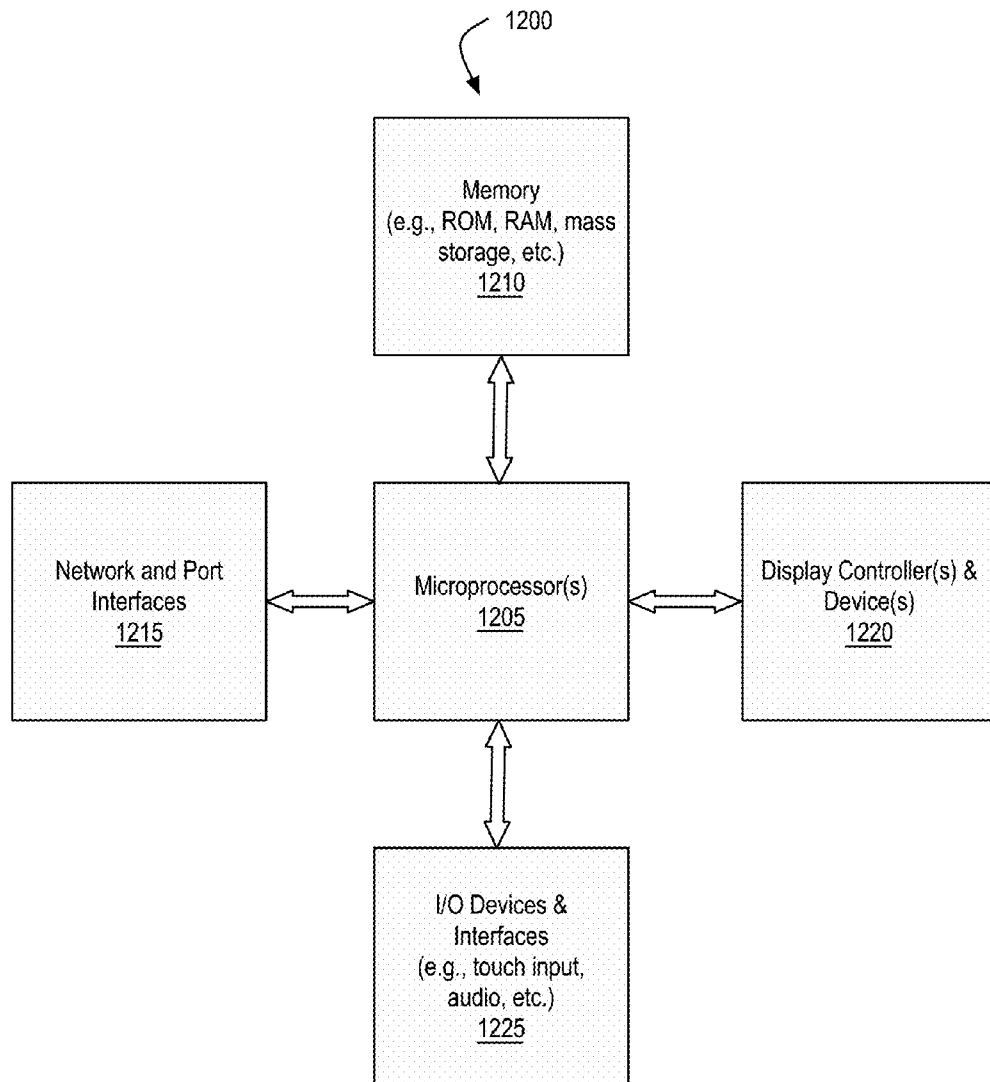 1200
Memory
(e.g., ROM, RAM, mass
storage, etc.)
1210
Network and Port
Interfaces
1215
Microprocessor(s)
1205
Display Controller(s) &
Device(s)
1220
I/O Devices &
Interfaces
(e.g., touch input,
audio, etc.)
1225